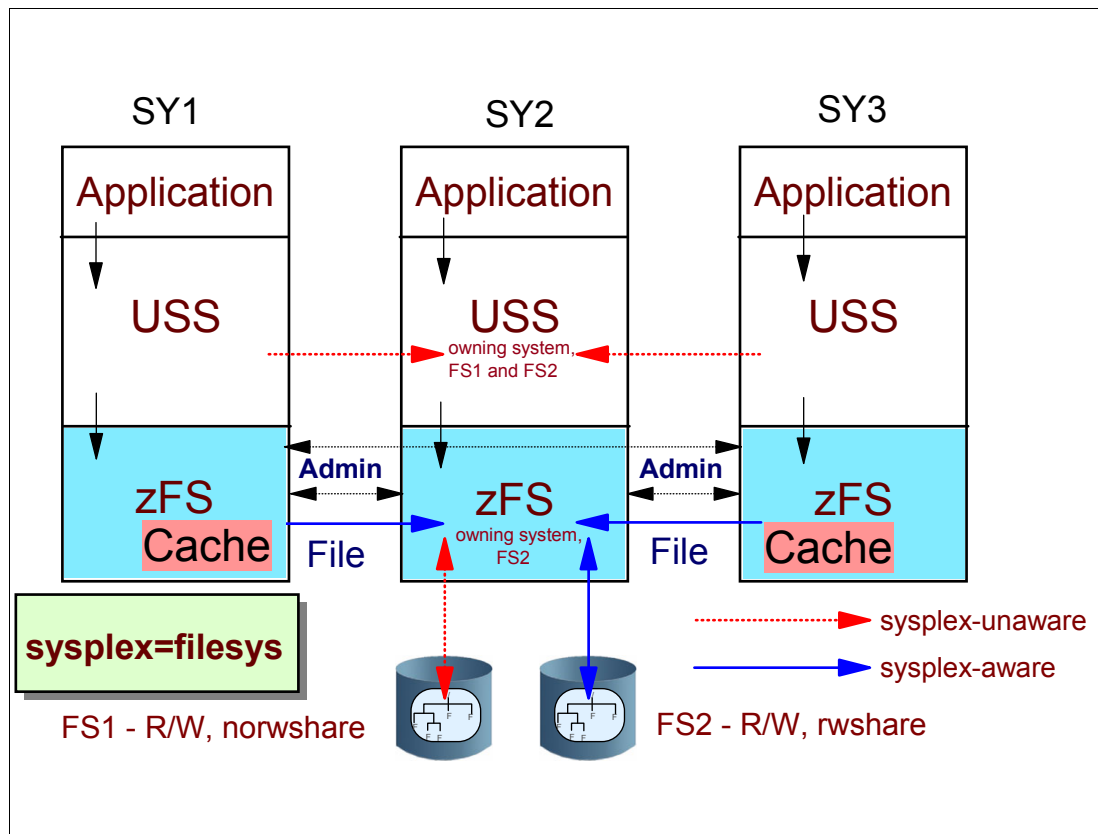 SY1
SY2
SY3
Application
Application
Application
USS
USS
USS
owning system,
FS1 and FS2
Admin
Admin
zFS
zFS
zFS
Cache
File
owning system,
FS2
File
Cache
sysplex=filesys
sysplex-unaware
sysplex-aware
FS1 - R/W, norwshare
FS2 - R/W, rwshare
F
F
F
F
F
F
F
F
F
F